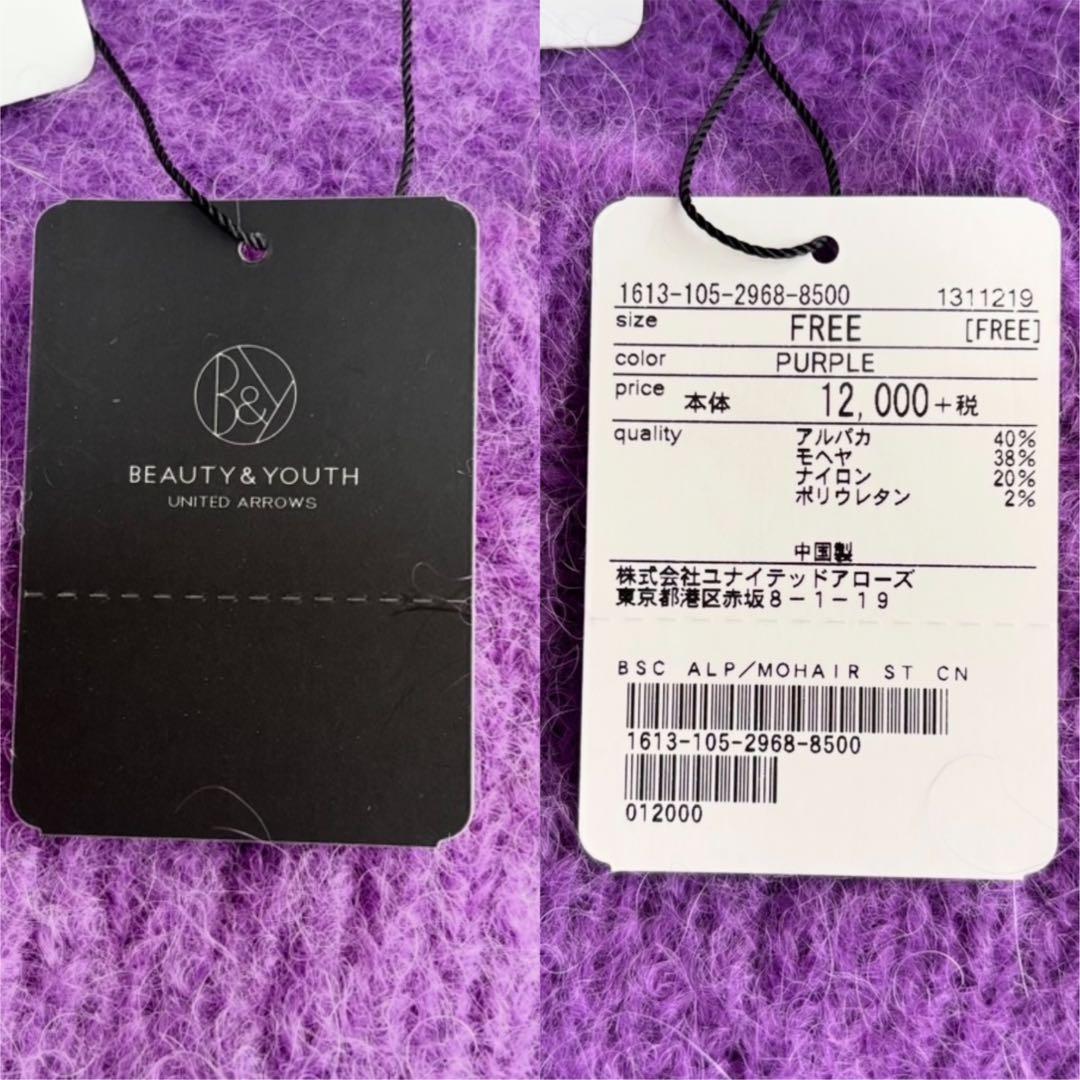 B&Y
BEAUTY&YOUTH
UNITED ARROWS
1613-105-2968-8500 1311219
size FREE [FREE]
color PURPLE
price 本体 12,000+税
quality アルパカ 40%
モヘヤ 38%
ナイロン 20%
ポリウレタン 2%
中国製
株式会社ユナイテッドアローズ
東京都港区赤坂8-1-19
BSC ALP/MOHAIR ST CN
1613-105-2968-8500
012000